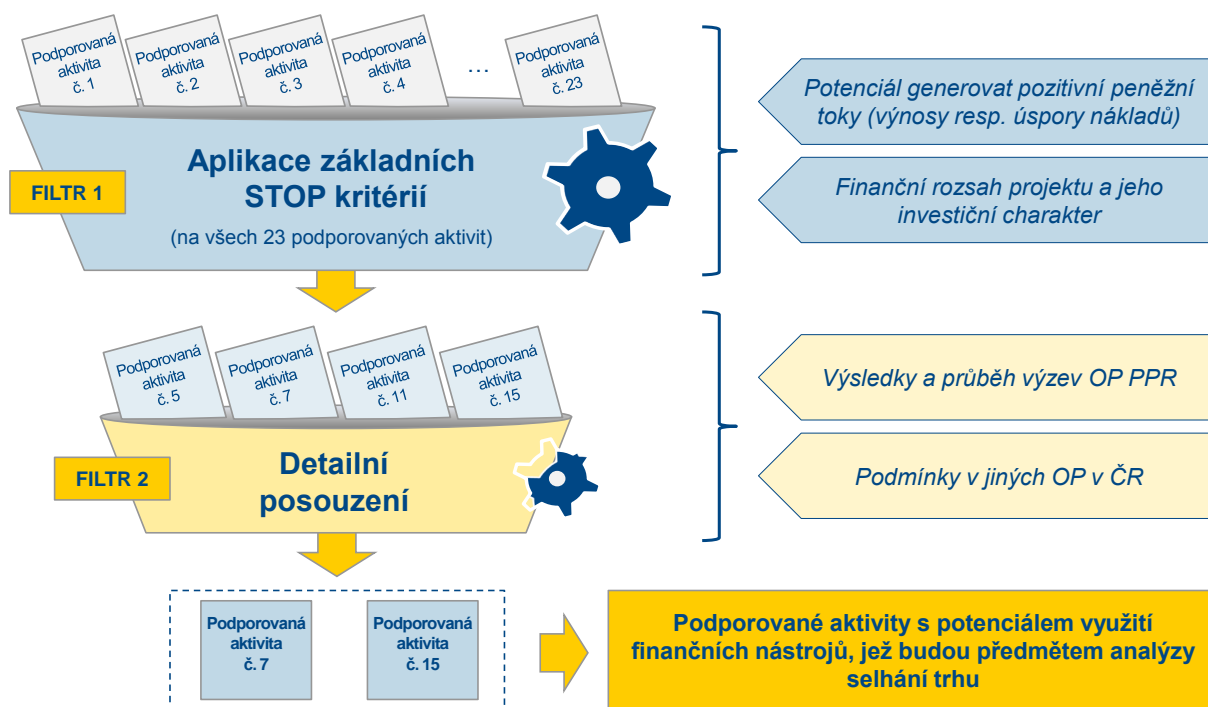 Podporovaná
aktivita
č. 1
Podporovaná
aktivita
č. 2
Podporovaná
aktivita
č. 3
Podporovaná
aktivita
č. 4
...
Podporovaná
aktivita
č. 23
Aplikace základních
STOP kritérií
(na všech 23 podporovaných aktivit)
FILTR 1
Potenciál generovat pozitivní peněžní
toky (výnosy resp. úspory nákladů)
Finanční rozsah projektu a jeho
investiční charakter
Podporovaná
aktivita
č. 5
Podporovaná
aktivita
č. 7
Podporovaná
aktivita
č. 11
Podporovaná
aktivita
č. 15
Detailní
posouzení
FILTR 2
Výsledky a průběh výzev OP PPR
Podmínky v jiných OP v ČR
Podporovaná
aktivita
č. 7
Podporovaná
aktivita
č. 15
Podporované aktivity s potenciálem využití
finančních nástrojů, jež budou předmětem analýzy
selhání trhu